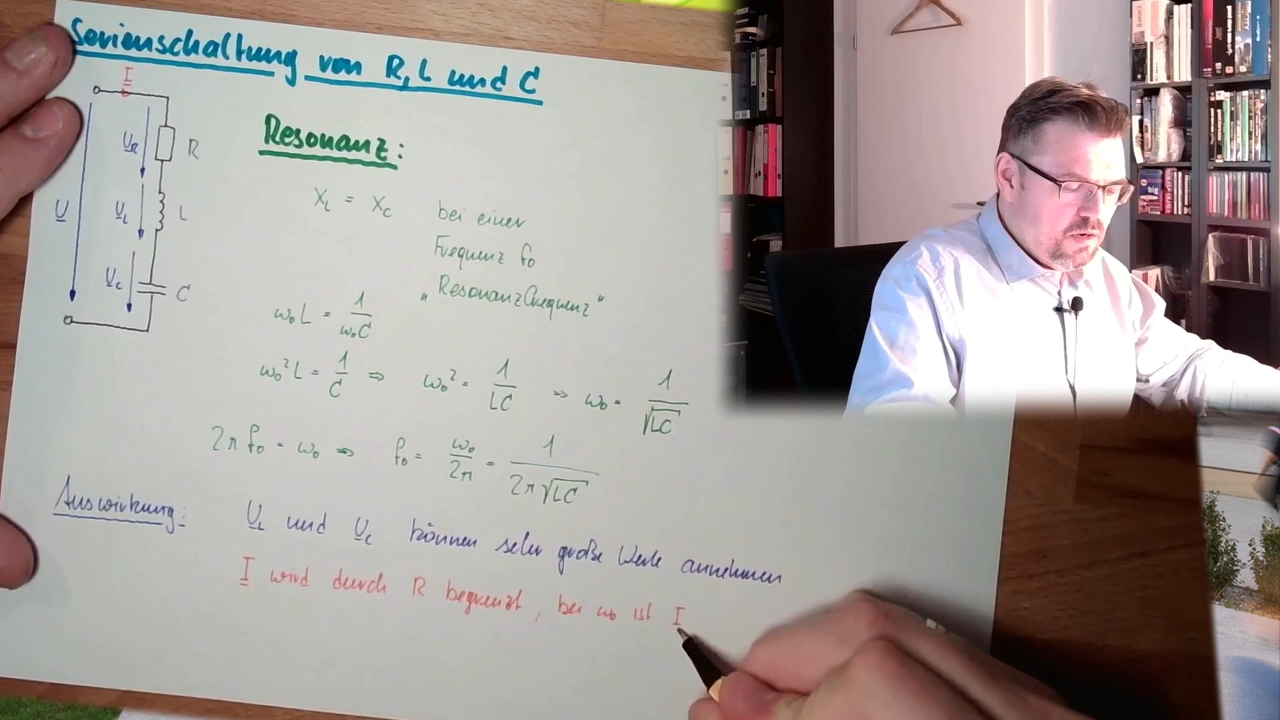 Serienschaltung von R, L und C
I
U_R
R
U
U_L
L
U_C
C
Resonanz:
X_L = X_C bei einer
Frequenz f₀
„Resonanzfrequenz"
ω₀L = 1/(ω₀C)
ω₀²L = 1/C ⇒ ω₀² = 1/(LC) ⇒ ω₀ = 1/√(LC)
2π f₀ = ω₀ ⇒ f₀ = ω₀/(2π) = 1/(2π√(LC))
Auswirkung: U_L und U_C können sehr große Werte annehmen
I wird durch R begrenzt, bei ω₀ ist I
big